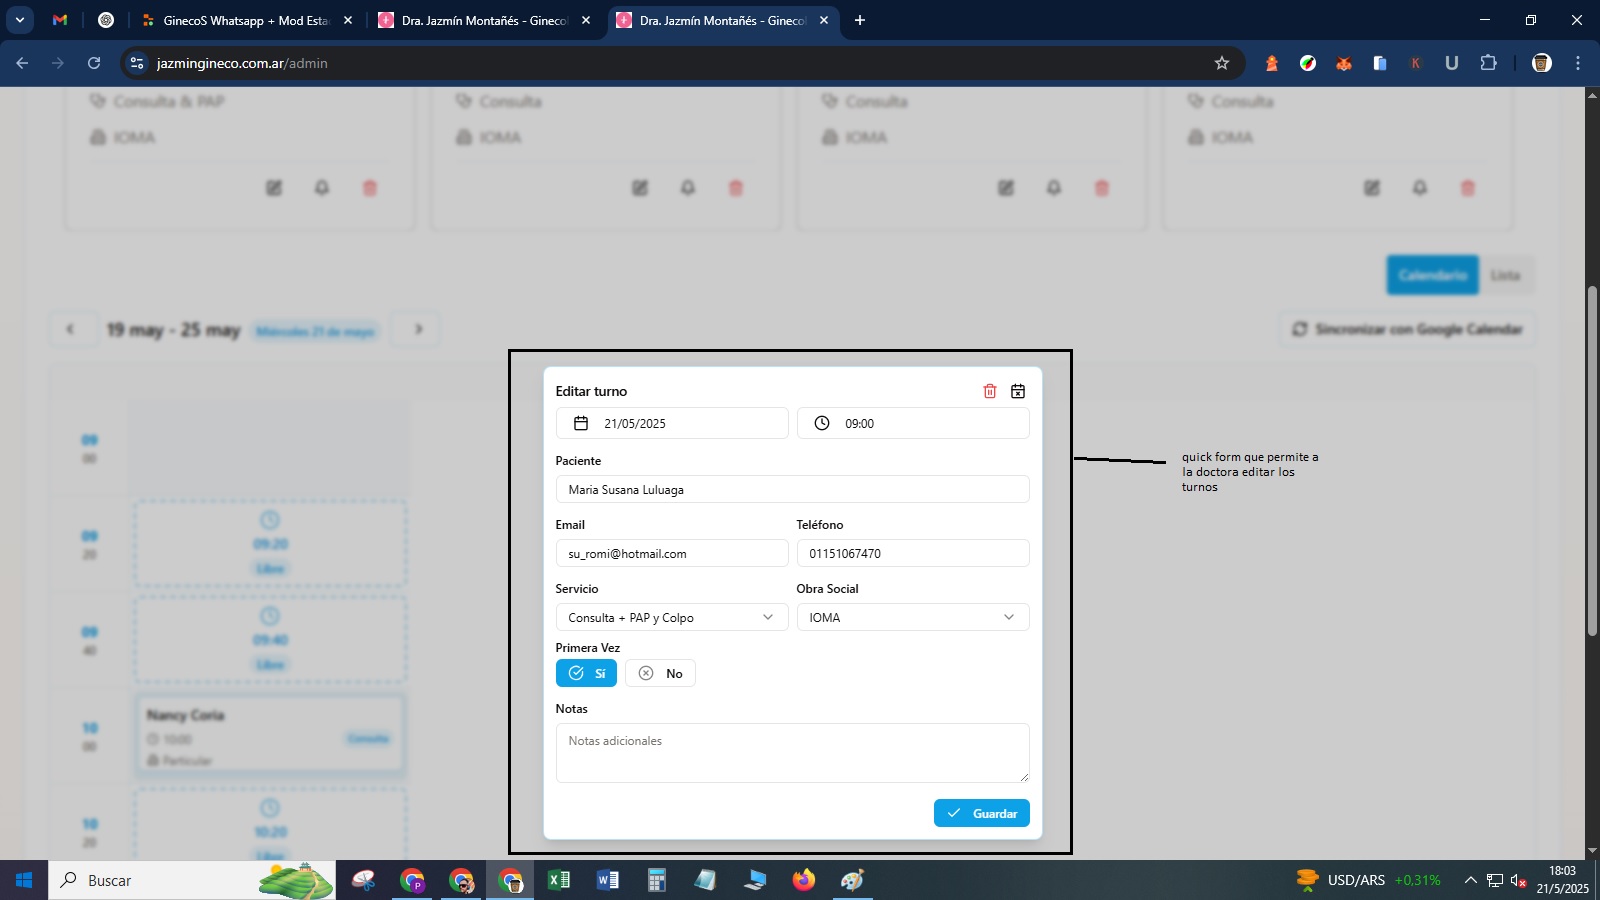 GinecoS Whatsapp + Mod Esta
Dra. Jazmín Montañés - Gineco
Dra. Jazmín Montañés - Gineco
jazmingineco.com.ar/admin
Consulta & PAP
Consulta
Consulta
Consulta
IOMA
IOMA
IOMA
IOMA
Calendario
Lista
19 may - 25 may
Miércoles 21 de mayo
Sincronizar con Google Calendar
09
00
09:20
Libre
09
20
09:40
Libre
09
40
Nancy Coria
10:00
Consulta
Particular
10
00
10:20
Libre
10
20
Editar turno
21/05/2025
09:00
Paciente
Maria Susana Luluaga
Email
Teléfono
su_romi@hotmail.com
01151067470
Servicio
Obra Social
Consulta + PAP y Colpo
IOMA
Primera Vez
Sí
No
Notas
Notas adicionales
Guardar
quick form que permite a
la doctora editar los
turnos
Buscar
USD/ARS +0,31%
18:03
21/5/2025